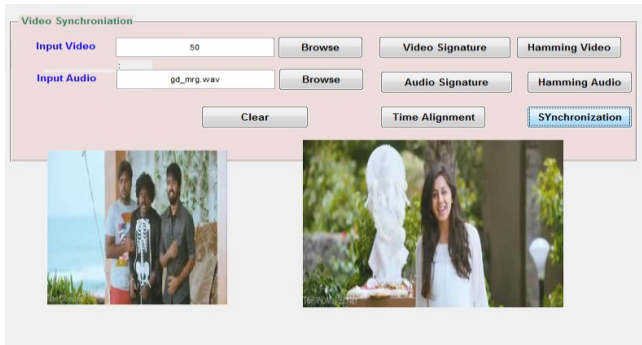 Video Synchroniation
Input Video 50 Browse Video Signature Hamming Video
:
Input Audio gd_mrg.wav Browse Audio Signature Hamming Audio
Clear Time Alignment SYnchronization